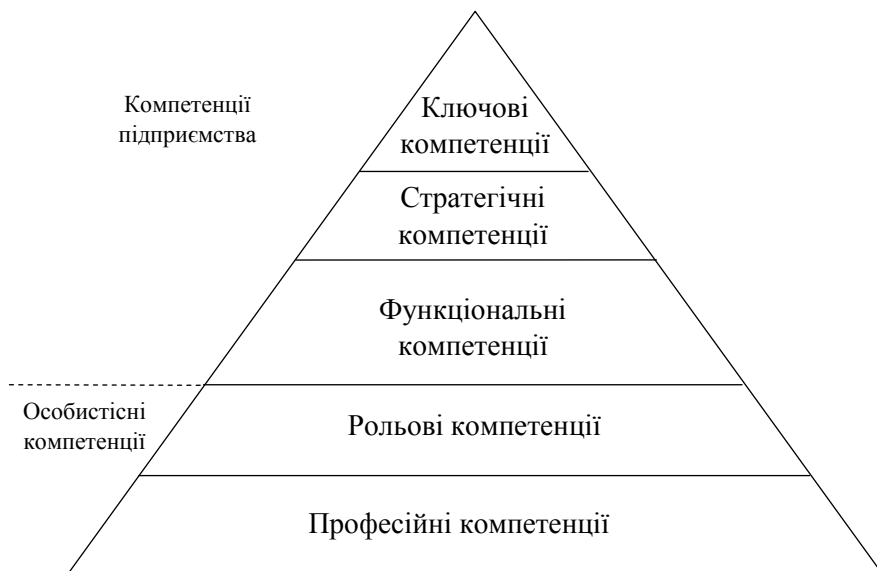 Компетенції
підприємства
Ключові
компетенції
Стратегічні
компетенції
Функціональні
компетенції
Особистісні
компетенції
Рольові компетенції
Професійні компетенції